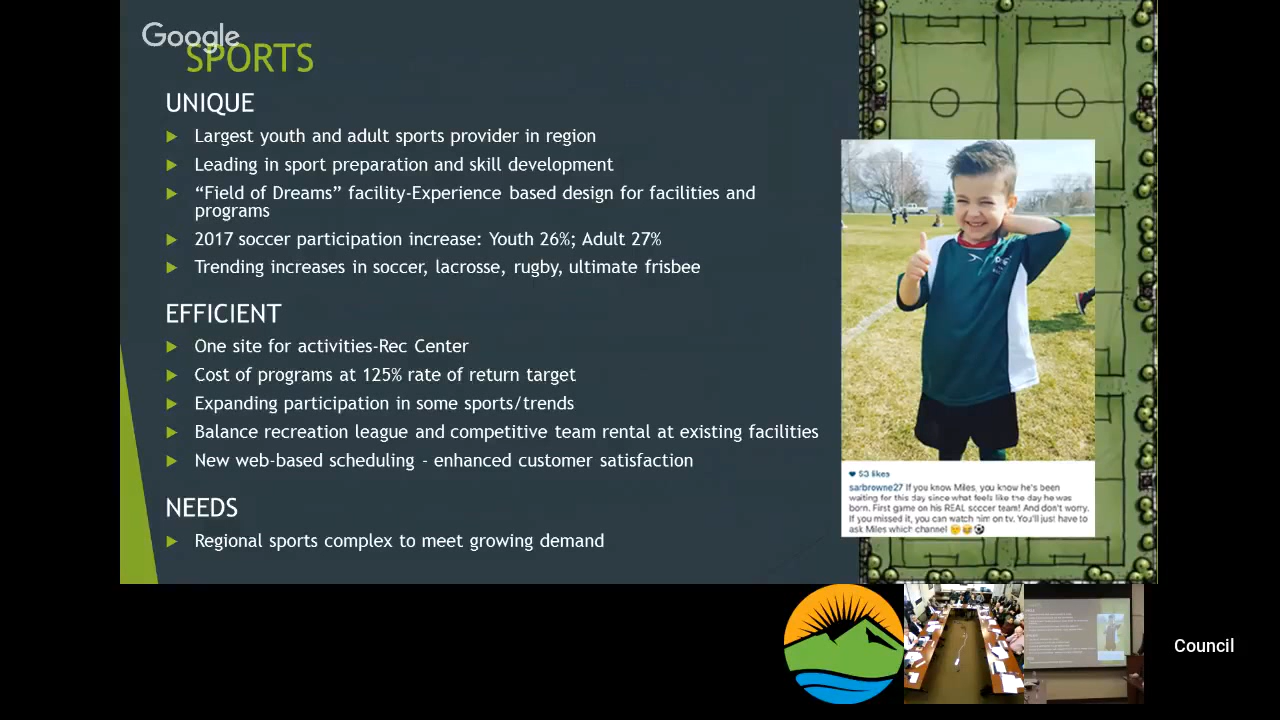 Google
SPORTS
UNIQUE
Largest youth and adult sports provider in region
Leading in sport preparation and skill development
“Field of Dreams” facility-Experience based design for facilities and
programs
2017 soccer participation increase: Youth 26%; Adult 27%
Trending increases in soccer, lacrosse, rugby, ultimate frisbee
EFFICIENT
One site for activities-Rec Center
Cost of programs at 125% rate of return target
Expanding participation in some sports/trends
Balance recreation league and competitive team rental at existing facilities
New web-based scheduling - enhanced customer satisfaction
NEEDS
Regional sports complex to meet growing demand
53 likes
sarbrowne27 If you know Miles, you know he's been
waiting for this day since what feels like the day he was
born. First game on his REAL soccer team! And don't worry.
If you missed it, you can watch him on tv. You'll just have to
ask Miles which channel
Council